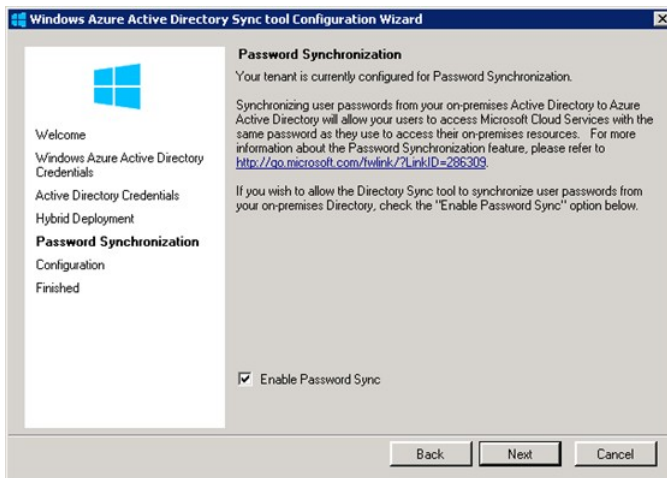 Windows Azure Active Directory Sync tool Configuration Wizard
Welcome
Windows Azure Active Directory
Credentials
Active Directory Credentials
Hybrid Deployment
Password Synchronization
Configuration
Finished
Password Synchronization
Your tenant is currently configured for Password Synchronization.
Synchronizing user passwords from your on-premises Active Directory to Azure
Active Directory will allow your users to access Microsoft Cloud Services with the
same password as they use to access their on-premises resources. For more
information about the Password Synchronization feature, please refer to
http://go.microsoft.com/fwlink/?LinkID=286309.
If you wish to allow the Directory Sync tool to synchronize user passwords from
your on-premises Directory, check the "Enable Password Sync" option below.
Enable Password Sync
Back Next Cancel